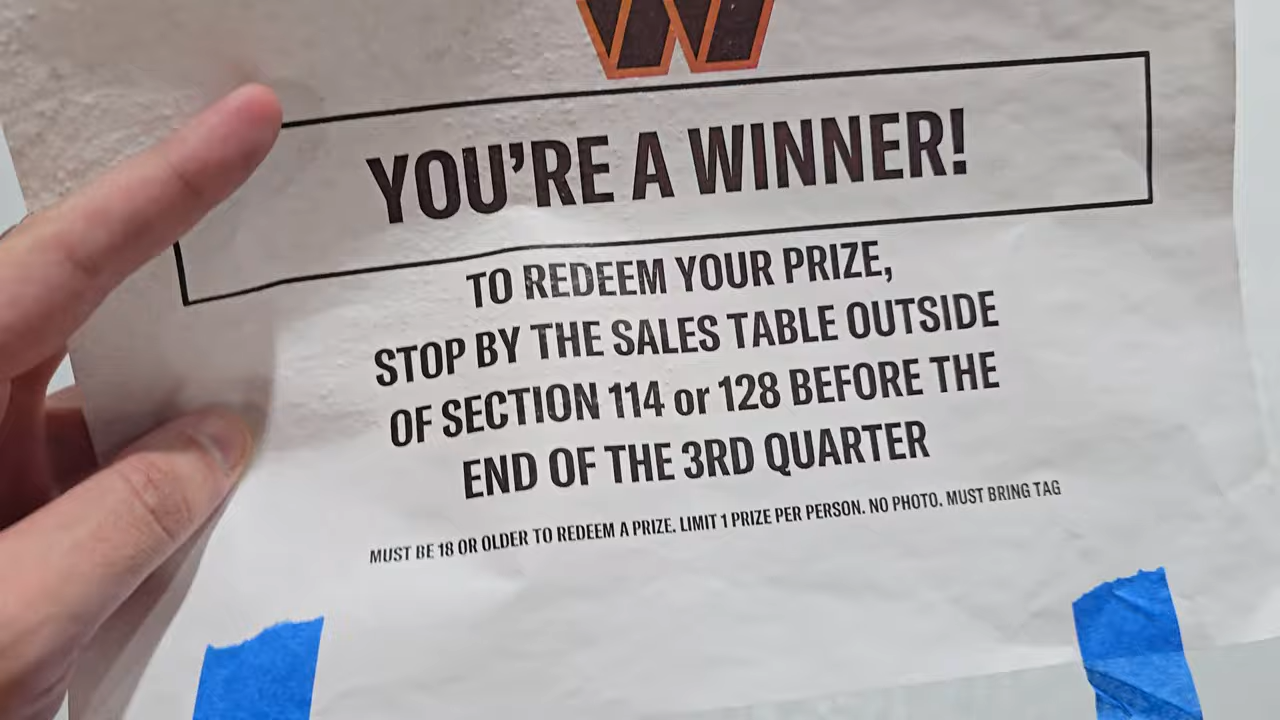 YOU'RE A WINNER!
TO REDEEM YOUR PRIZE,
STOP BY THE SALES TABLE OUTSIDE
OF SECTION 114 or 128 BEFORE THE
END OF THE 3RD QUARTER
MUST BE 18 OR OLDER TO REDEEM A PRIZE. LIMIT 1 PRIZE PER PERSON. NO PHOTO. MUST BRING TAG